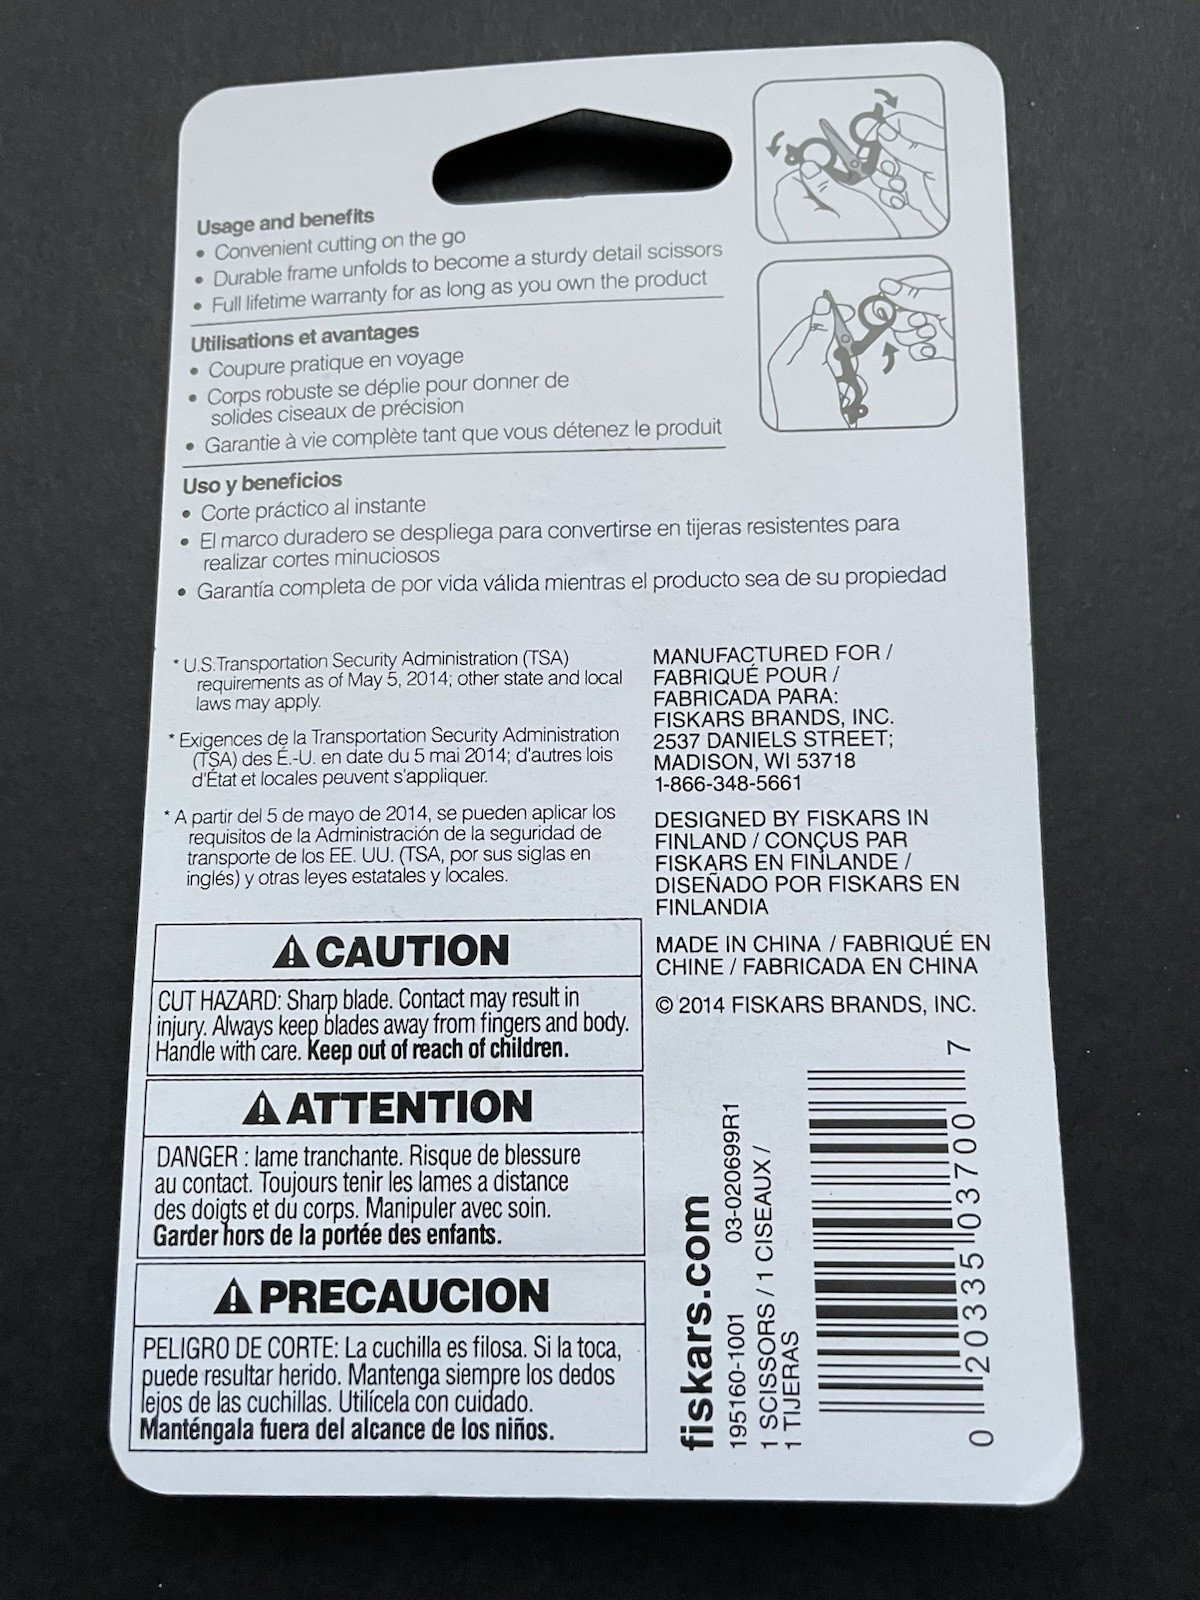 Usage and benefits
• Convenient cutting on the go
• Durable frame unfolds to become a sturdy detail scissors
• Full lifetime warranty for as long as you own the product
Utilisations et avantages
• Coupure pratique en voyage
• Corps robuste se déplie pour donner de
solides ciseaux de précision
• Garantie à vie complète tant que vous détenez le produit
Uso y beneficios
• Corte práctico al instante
• El marco duradero se despliega para convertirse en tijeras resistentes para
realizar cortes minuciosos
• Garantía completa de por vida válida mientras el producto sea de su propiedad
* U.S.Transportation Security Administration (TSA)
requirements as of May 5, 2014; other state and local
laws may apply.
* Exigences de la Transportation Security Administration
(TSA) des É.-U. en date du 5 mai 2014; d'autres lois
d'État et locales peuvent s'appliquer.
* A partir del 5 de mayo de 2014, se pueden aplicar los
requisitos de la Administración de la seguridad de
transporte de los EE. UU. (TSA, por sus siglas en
inglés) y otras leyes estatales y locales.
⚠ CAUTION
CUT HAZARD: Sharp blade. Contact may result in
injury. Always keep blades away from fingers and body.
Handle with care. Keep out of reach of children.
⚠ ATTENTION
DANGER : lame tranchante. Risque de blessure
au contact. Toujours tenir les lames a distance
des doigts et du corps. Manipuler avec soin.
Garder hors de la portée des enfants.
⚠ PRECAUCION
PELIGRO DE CORTE: La cuchilla es filosa. Si la toca,
puede resultar herido. Mantenga siempre los dedos
lejos de las cuchillas. Utilícela con cuidado.
Manténgala fuera del alcance de los niños.
MANUFACTURED FOR /
FABRIQUÉ POUR /
FABRICADA PARA:
FISKARS BRANDS, INC.
2537 DANIELS STREET;
MADISON, WI 53718
1-866-348-5661
DESIGNED BY FISKARS IN
FINLAND / CONÇUS PAR
FISKARS EN FINLANDE /
DISEÑADO POR FISKARS EN
FINLANDIA
MADE IN CHINA / FABRIQUÉ EN
CHINE / FABRICADA EN CHINA
© 2014 FISKARS BRANDS, INC.
fiskars.com
195160-1001 03-020699R1
1 SCISSORS / 1 CISEAUX /
1 TIJERAS
0 20335 03700 7